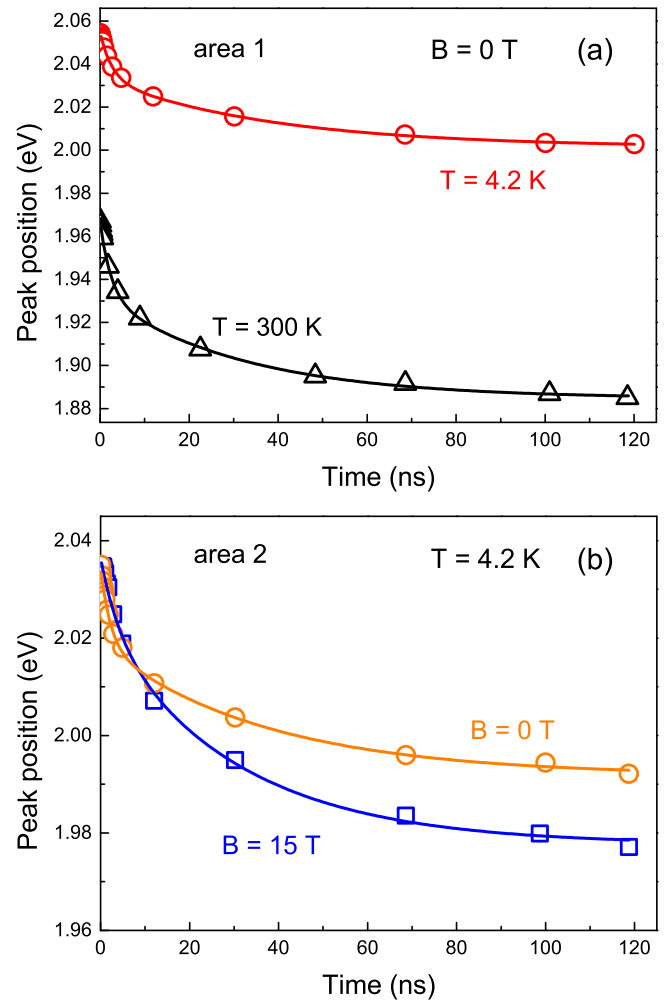 area 1 B = 0 T (a)
2.06
2.04
2.02
2.00
1.98
1.96
1.94
1.92
1.90
1.88
Peak position (eV)
T = 4.2 K
T = 300 K
0 20 40 60 80 100 120
Time (ns)
area 2 T = 4.2 K (b)
2.04
2.02
2.00
1.98
1.96
Peak position (eV)
B = 0 T
B = 15 T
0 20 40 60 80 100 120
Time (ns)